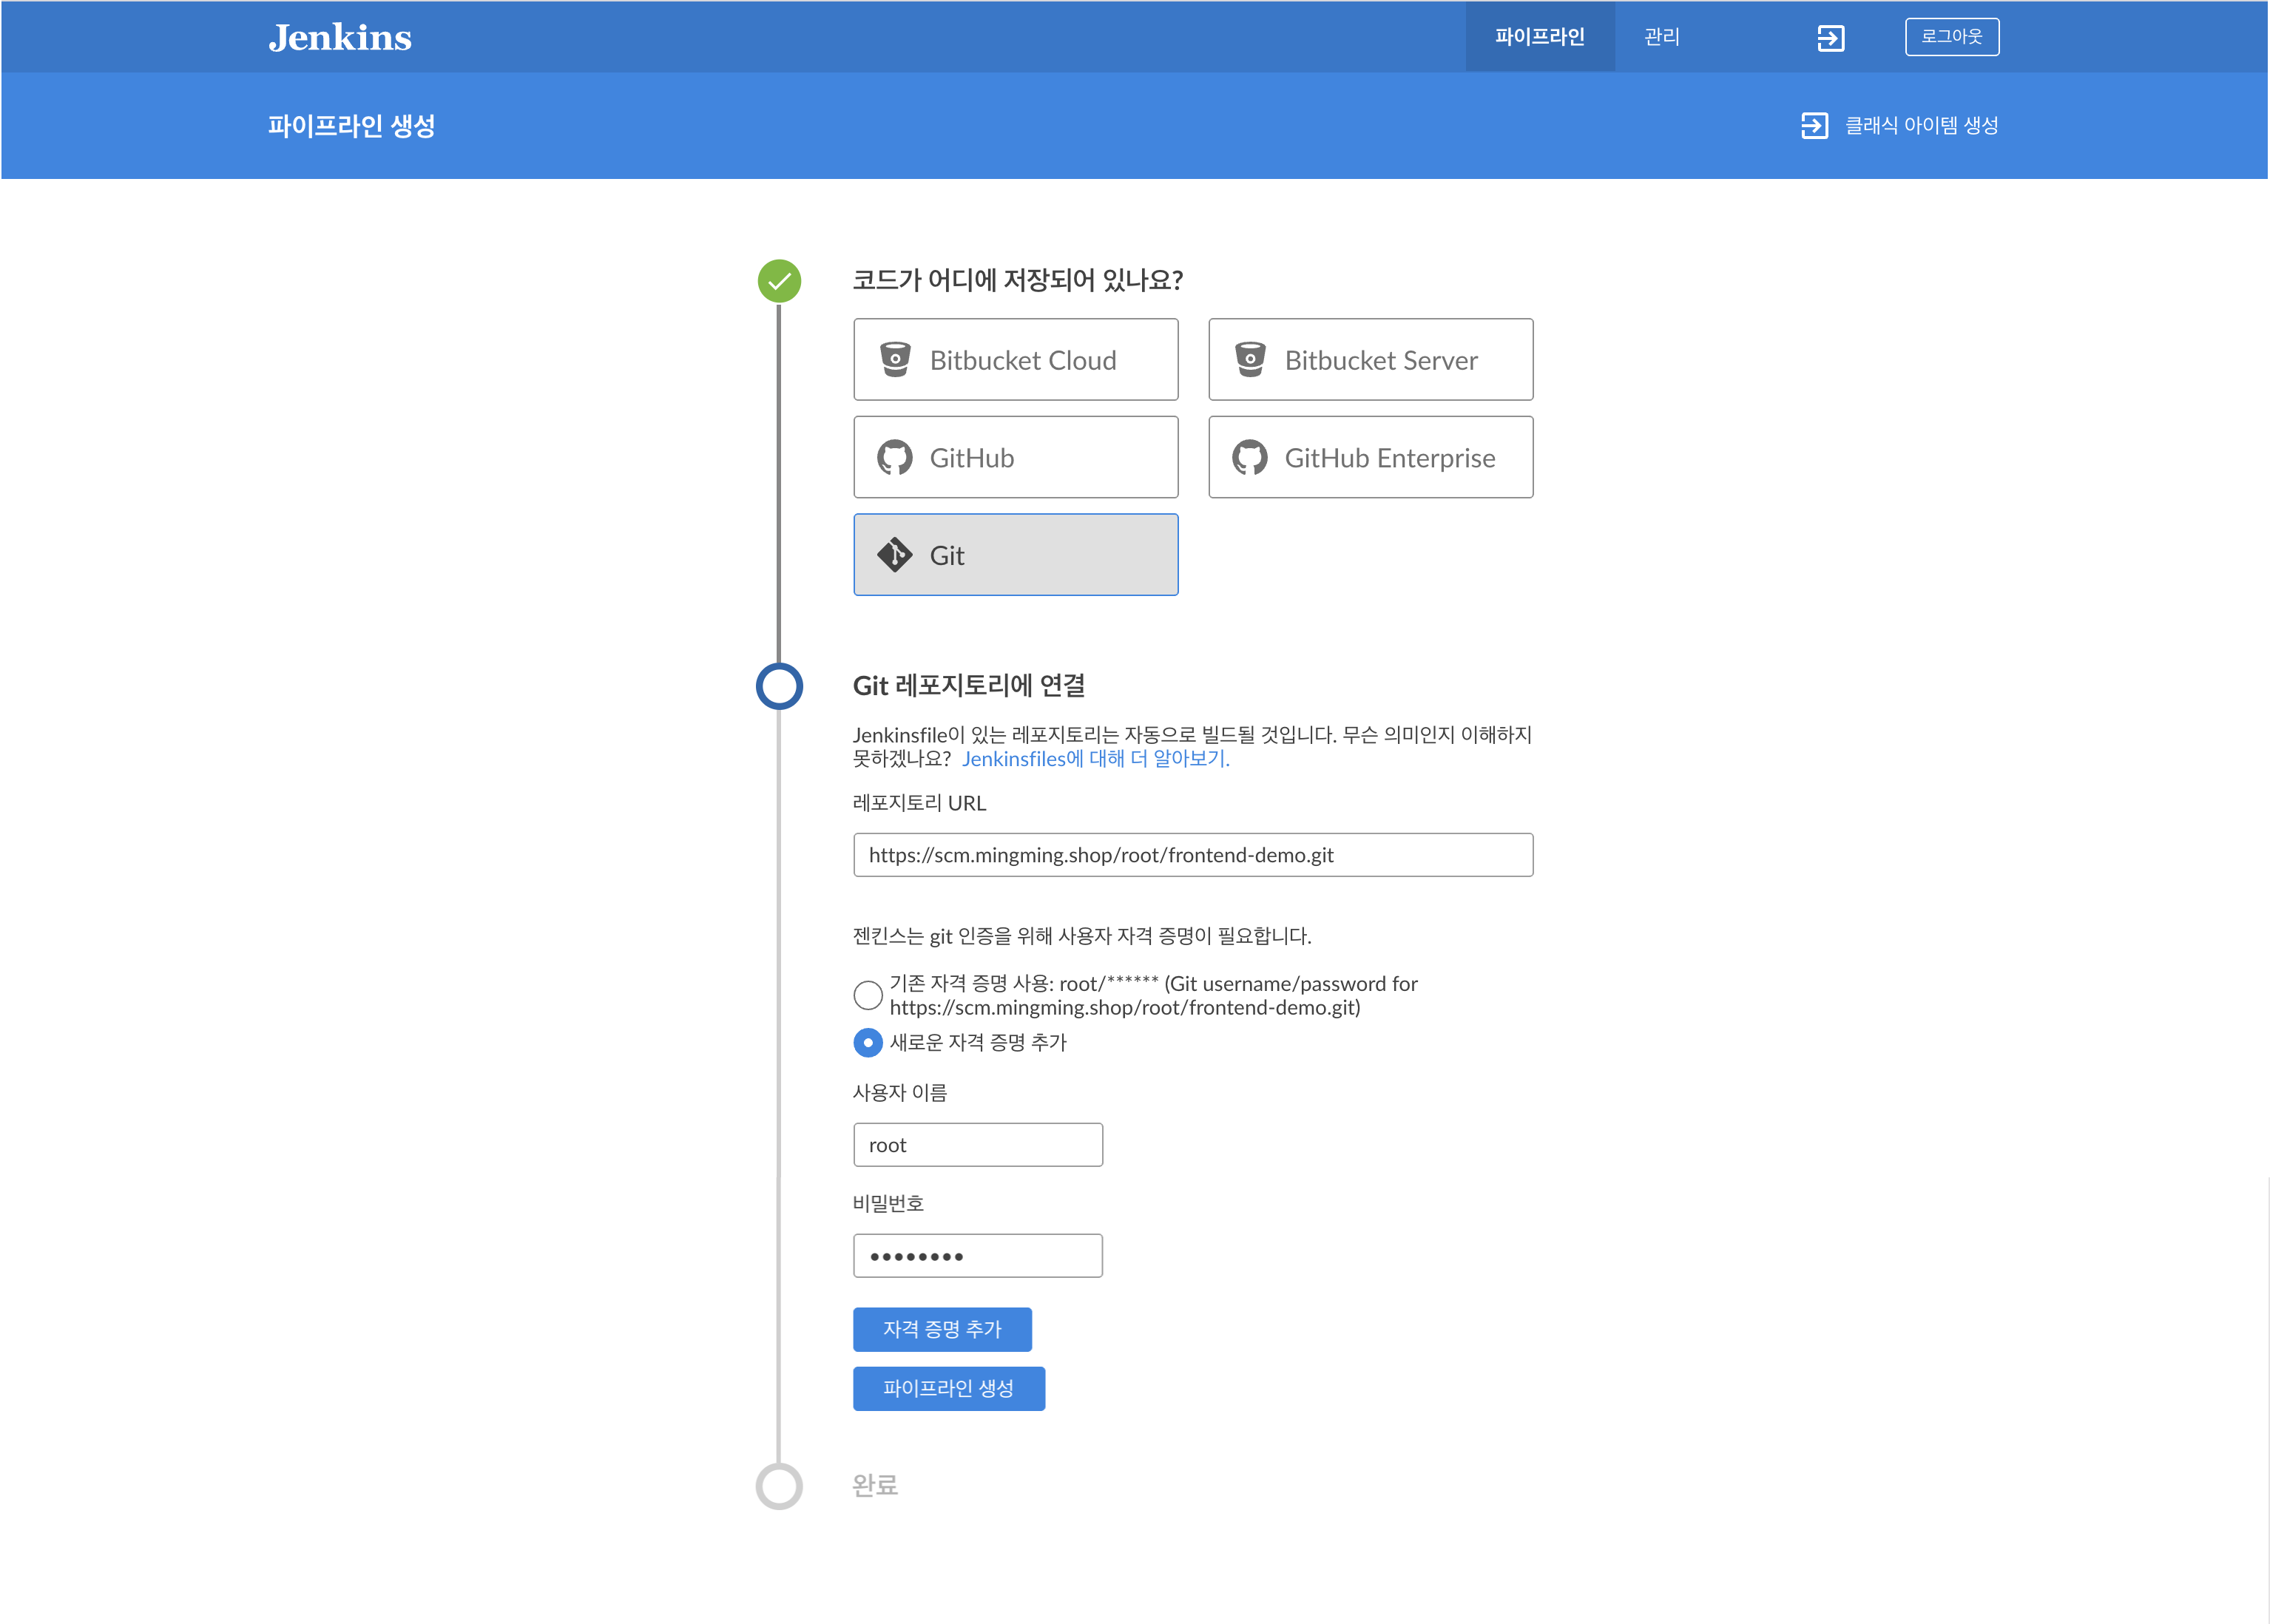 Jenkins
파이프라인
관리
로그아웃
파이프라인 생성
클래식 아이템 생성
코드가 어디에 저장되어 있나요?
Bitbucket Cloud
Bitbucket Server
GitHub
GitHub Enterprise
Git
Git 레포지토리에 연결
Jenkinsfile이 있는 레포지토리는 자동으로 빌드될 것입니다. 무슨 의미인지 이해하지
못하겠나요? Jenkinsfiles에 대해 더 알아보기.
레포지토리 URL
https://scm.mingming.shop/root/frontend-demo.git
젠킨스는 git 인증을 위해 사용자 자격 증명이 필요합니다.
기존 자격 증명 사용: root/****** (Git username/password for
https://scm.mingming.shop/root/frontend-demo.git)
새로운 자격 증명 추가
사용자 이름
root
비밀번호
••••••••
자격 증명 추가
파이프라인 생성
완료